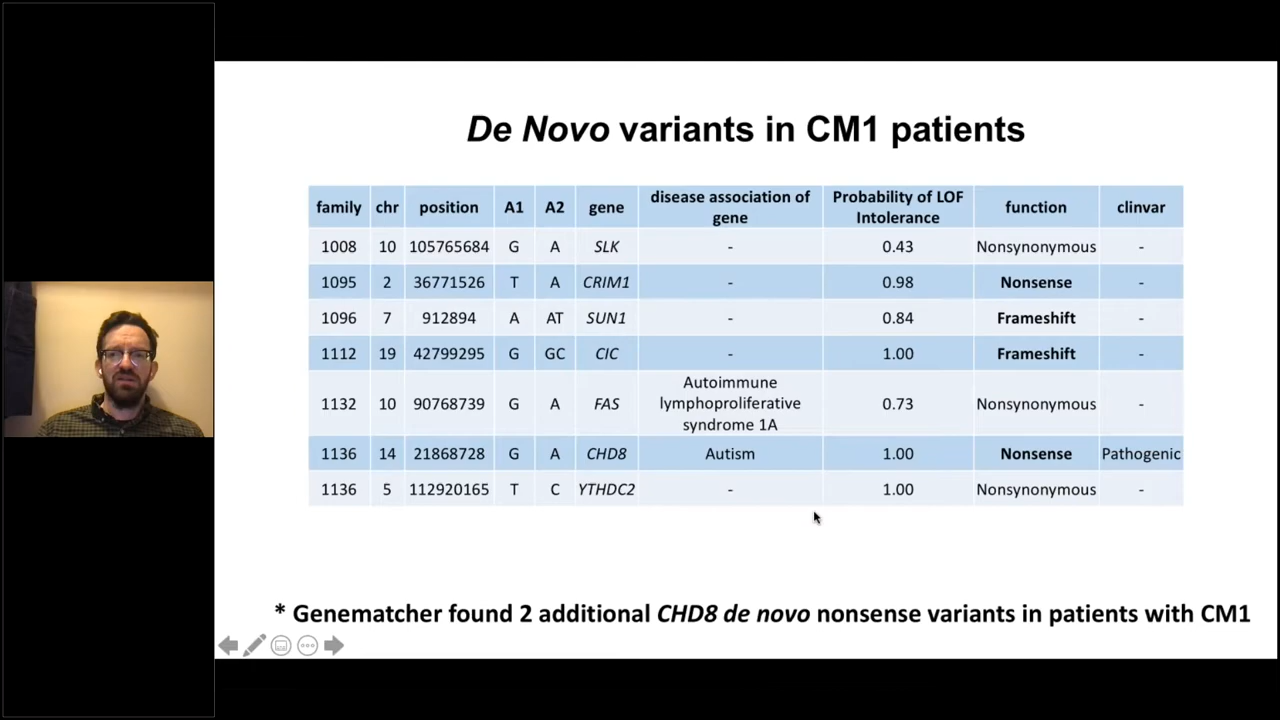 De Novo variants in CM1 patients
family chr position A1 A2 gene disease association of gene Probability of LOF Intolerance function clinvar
1008 10 105765684 G A SLK - 0.43 Nonsynonymous -
1095 2 36771526 T A CRIM1 - 0.98 Nonsense -
1096 7 912894 A AT SUN1 - 0.84 Frameshift -
1112 19 42799295 G GC CIC - 1.00 Frameshift -
1132 10 90768739 G A FAS Autoimmune lymphoproliferative syndrome 1A 0.73 Nonsynonymous -
1136 14 21868728 G A CHD8 Autism 1.00 Nonsense Pathogenic
1136 5 112920165 T C YTHDC2 - 1.00 Nonsynonymous -
* Genematcher found 2 additional CHD8 de novo nonsense variants in patients with CM1